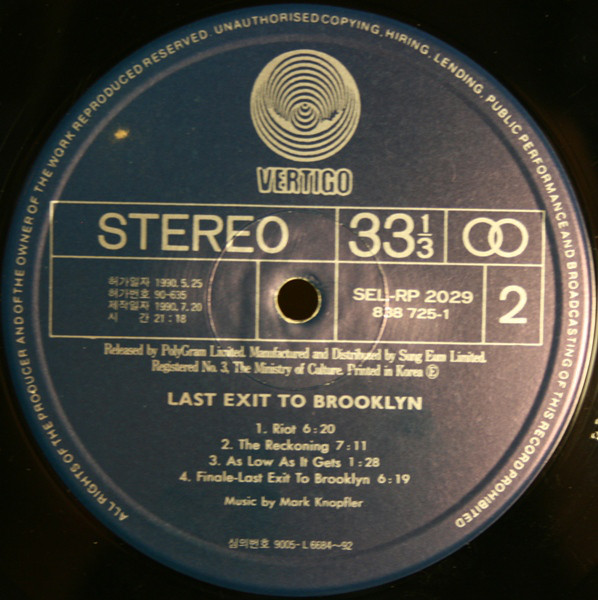 ALL RIGHTS OF THE PRODUCER AND OF THE OWNER OF THE WORK REPRODUCED RESERVED. UNAUTHORISED COPYING, HIRING, LENDING, PUBLIC PERFORMANCE AND BROADCASTING OF THIS RECORD PROHIBITED
VERTIGO
STEREO
33 1/3
허가일자 1990.5.25
허가번호 90-635
제작일자 1990.7.20
시 간 21:18
SEL-RP 2029
838 725-1
2
Released by PolyGram Limited. Manufactured and Distributed by Sung Eum Limited.
Registered No. 3, The Ministry of Culture. Printed in Korea Ⓟ
LAST EXIT TO BROOKLYN
1. Riot 6:20
2. The Reckoning 7:11
3. As Low As It Gets 1:28
4. Finale-Last Exit To Brooklyn 6:19
Music by Mark Knopfler
심의번호 9005-L6684~92